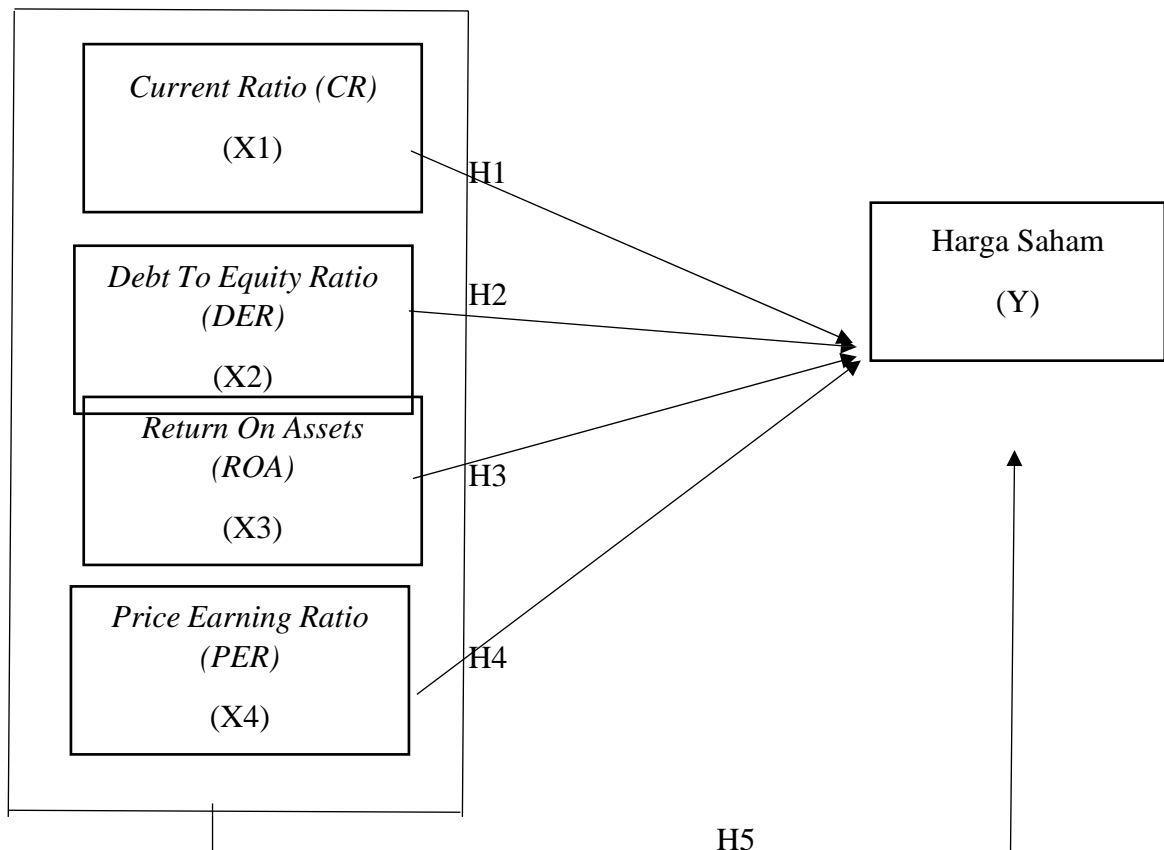 Current Ratio (CR)
(X1)
H1
Harga Saham
(Y)
Debt To Equity Ratio
(DER)
(X2)
H2
Return On Assets
(ROA)
(X3)
H3
Price Earning Ratio
(PER)
(X4)
H4
H5